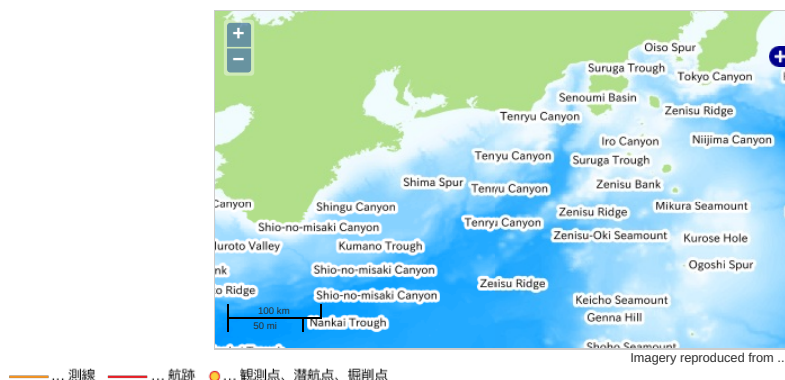 +
−
Oiso Spur
Suruga Trough
Tokyo Canyon
Senoumi Basin
Zenisu Ridge
Tenryu Canyon
Iro Canyon
Niijima Canyon
Tenyu Canyon
Suruga Trough
Shima Spur
Tenryu Canyon
Zenisu Bank
Canyon
Shingu Canyon
Zenisu Ridge
Mikura Seamount
Shio-no-misaki Canyon
Tenryu Canyon
Zenisu-Oki Seamount
Kurose Hole
uroto Valley
Kumano Trough
Shio-no-misaki Canyon
Ogoshi Spur
nk
Zenisu Ridge
o Ridge
Shio-no-misaki Canyon
Keicho Seamount
100 km
Genna Hill
50 mi
Nankai Trough
Shoho Seamount
Imagery reproduced from ..
... 測線 ... 航跡 ... 観測点、潜航点、掘削点